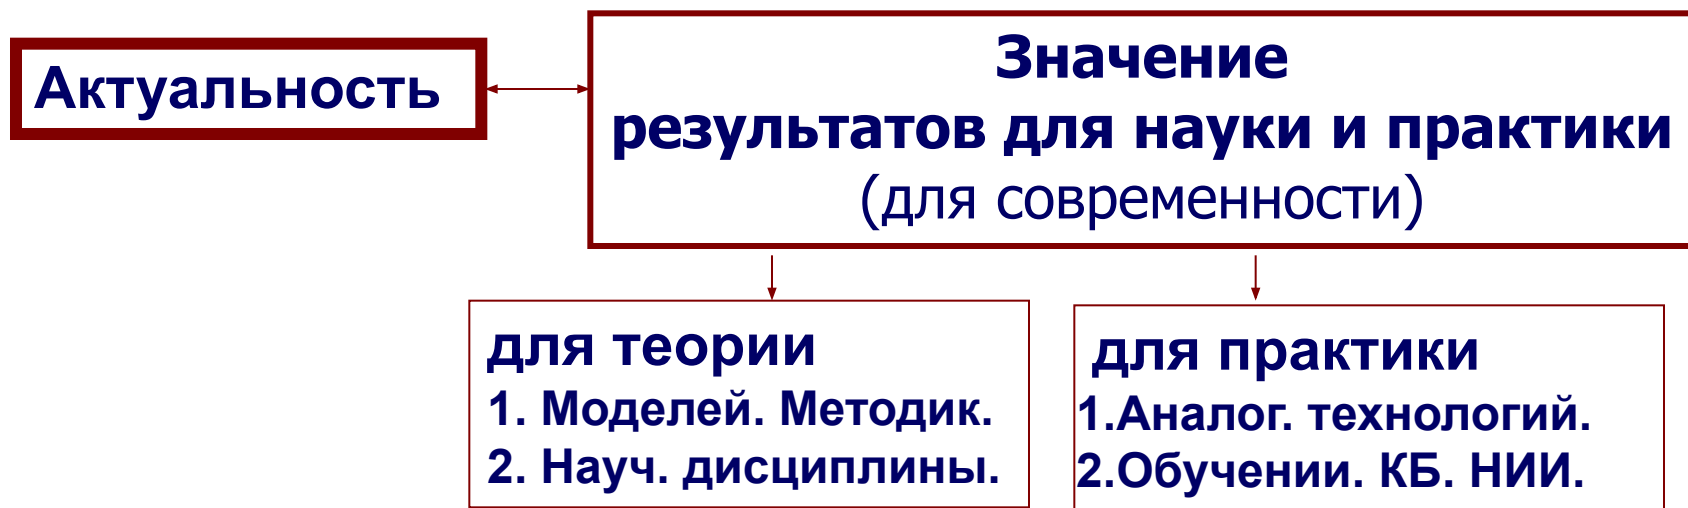 Актуальность
Значение
результатов для науки и практики
(для современности)
для теории
1. Моделей. Методик.
2. Науч. дисциплины.
для практики
1.Аналог. технологий.
2.Обучении. КБ. НИИ.